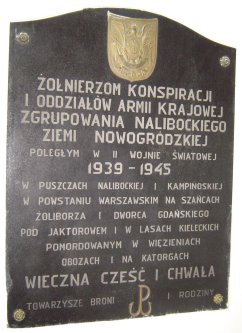 ŻOŁNIERZOM KONSPIRACJI
I ODDZIAŁÓW ARMII KRAJOWEJ
ZGRUPOWANIA NALIBOCKIEGO
ZIEMI NOWOGRÓDZKIEJ
POLEGŁYM W II WOJNIE ŚWIATOWEJ
1939-1945
W PUSZCZACH NALIBOCKIEJ I KAMPINOSKIEJ
W POWSTANIU WARSZAWSKIM NA SZAŃCACH
ŻOLIBORZA I DWORCA GDAŃSKIEGO
POD JAKTOROWEM I W LASACH KIELECKICH
POMORDOWANYM W WIĘZIENIACH
OBOZACH I NA KATORGACH
WIECZNA CZEŚĆ I CHWAŁA
TOWARZYSZE BRONI I RODZINY